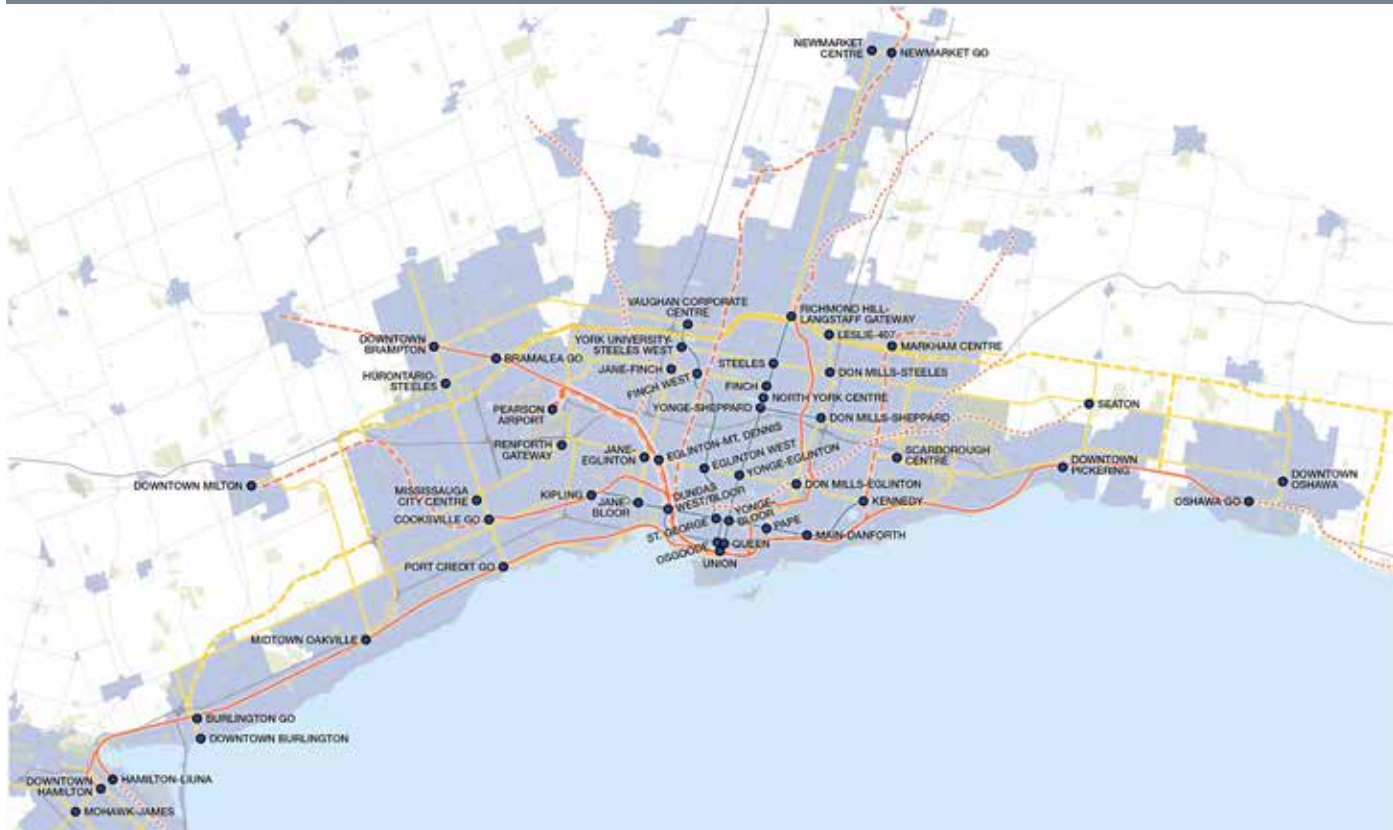 NEWMARKET
CENTRE
NEWMARKET GO
VAUGHAN CORPORATE
CENTRE
RICHMOND HILL-
LANGSTAFF GATEWAY
DOWNTOWN
BRAMPTON
YORK UNIVERSITY-
STEELES WEST
LESLIE-407
MARKHAM CENTRE
BRAMALEA GO
HURONTARIO-
STEELES
JANE-FINCH
FINCH WEST
STEELES
DON MILLS-STEELES
FINCH
NORTH YORK CENTRE
PEARSON
AIRPORT
YONGE-SHEPPARD
DON MILLS-SHEPPARD
SEATON
RENFORTH
GATEWAY
JANE-
EGLINTON
EGLINTON-MT. DENNIS
EGLINTON WEST
YONGE-EGLINTON
SCARBOROUGH
CENTRE
DOWNTOWN
PICKERING
DOWNTOWN
OSHAWA
DOWNTOWN MILTON
MISSISSAUGA
CITY CENTRE
KIPLING
JANE-
BLOOR
DUNDAS
WEST/BLOOR
DON MILLS-EGLINTON
KENNEDY
OSHAWA GO
COOKSVILLE GO
ST. GEORGE
YONGE-
BLOOR
PAPE
MAIN-DANFORTH
OSGOODE
QUEEN
UNION
PORT CREDIT GO
MIDTOWN OAKVILLE
BURLINGTON GO
DOWNTOWN BURLINGTON
DOWNTOWN
HAMILTON
HAMILTON-LIUNA
MOHAWK-JAMES